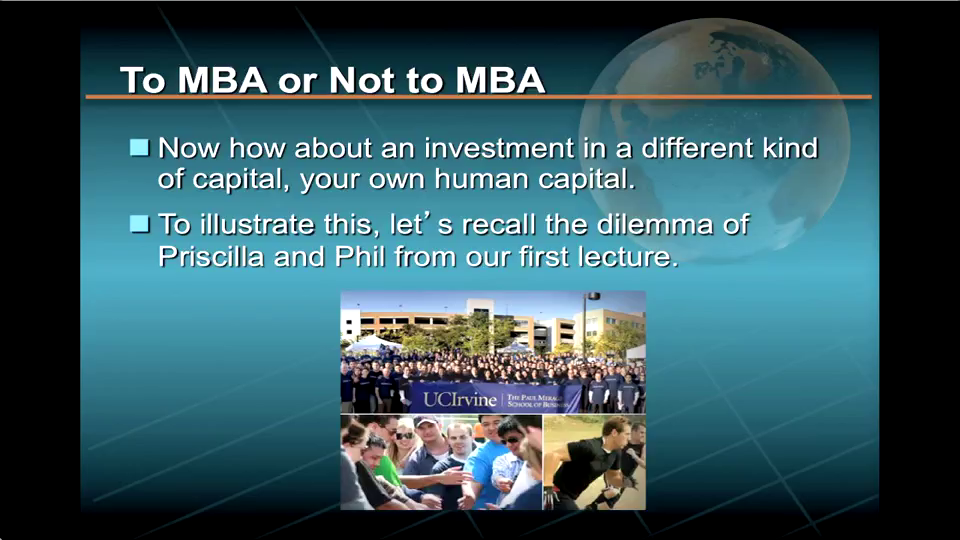 To MBA or Not to MBA
Now how about an investment in a different kind
of capital, your own human capital.
To illustrate this, let’s recall the dilemma of
Priscilla and Phil from our first lecture.
UCIrvine
THE PAUL MERAGE
SCHOOL OF BUSINESS